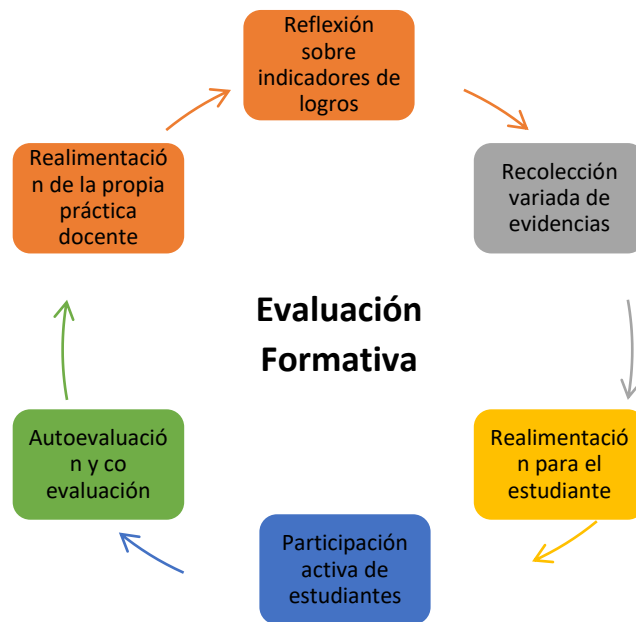 Reflexión
sobre
indicadores de
logros
Recolección
variada de
evidencias
Realimentació
n para el
estudiante
Participación
activa de
estudiantes
Autoevaluació
n y co
evaluación
Realimentació
n de la propia
práctica
docente
Evaluación
Formativa